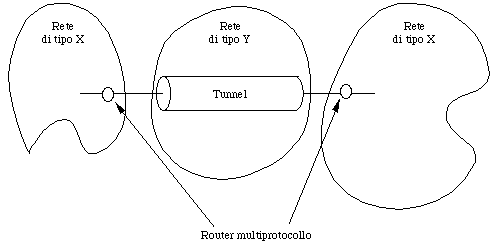 Rete
di tipo X
Rete
di tipo Y
Rete
di tipo X
Tunnel
Router multiprotocollo